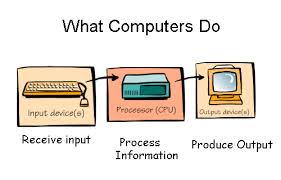 What Computers Do
Input device(s)
Processor (CPU)
Output device(s)
Receive input
Process
Information
Produce Output